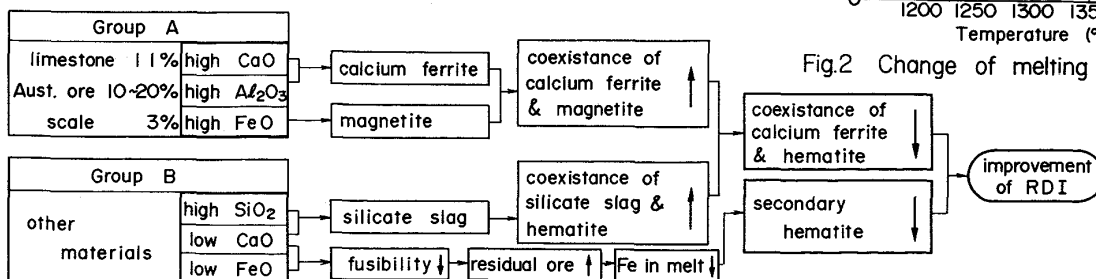 1200 1250 1300 135
Temperature (°
Fig.2 Change of melting
Group A
limestone 11% high CaO
Aust. ore 10~20% high Al₂O₃
scale 3% high FeO
calcium ferrite
magnetite
coexistence of
calcium ferrite
& magnetite ↑
Group B
other
materials
high SiO₂
low CaO
low FeO
silicate slag
fusibility ↓
residual ore ↑
Fe in melt ↓
coexistance of
silicate slag &
hematite ↑
coexistance of
calcium ferrite
& hematite ↓
secondary
hematite ↓
improvement
of RDI